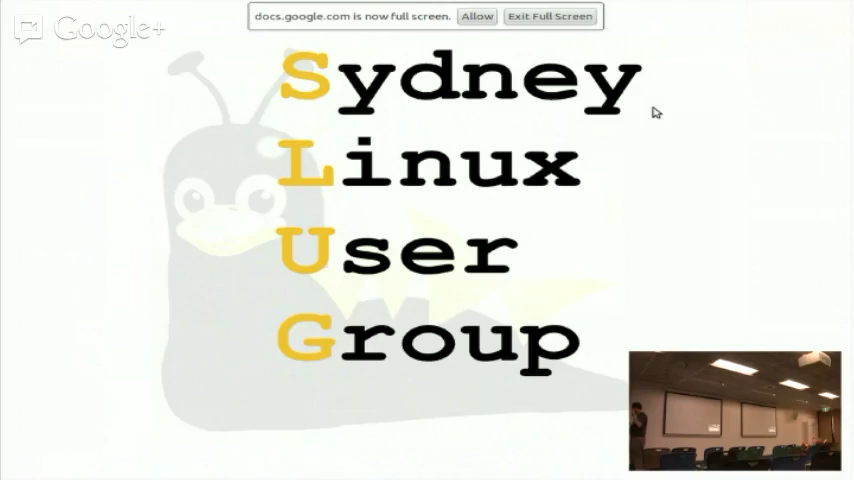 docs.google.com is now full screen. Allow Exit Full Screen
Google+
Sydney
Linux
User
Group